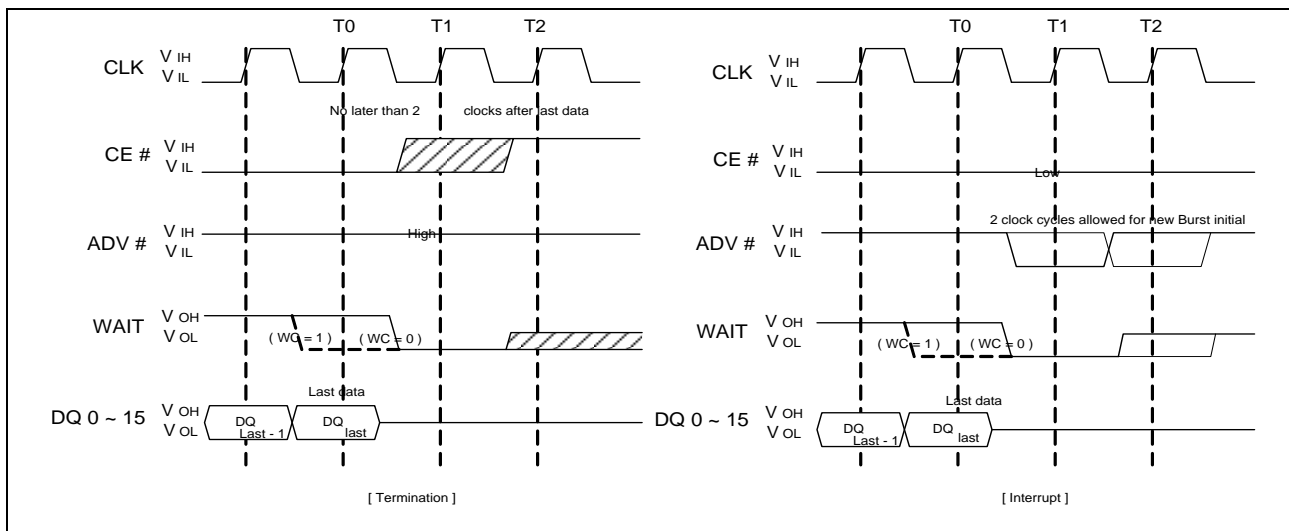 T0 T1 T2
CLK V IH
V IL
No later than 2 clocks after last data
CE # V IH
V IL
ADV # V IH
V IL
High
WAIT V OH
V OL
( WC = 1 ) ( WC = 0 )
Last data
DQ 0 ~ 15 V OH
V OL
DQ Last - 1
DQ last
[ Termination ]
T0 T1 T2
CLK V IH
V IL
CE # V IH
V IL
Low
2 clock cycles allowed for new Burst initial
ADV # V IH
V IL
WAIT V OH
V OL
( WC = 1 ) ( WC = 0 )
Last data
DQ 0 ~ 15 V OH
V OL
DQ Last - 1
DQ last
[ Interrupt ]